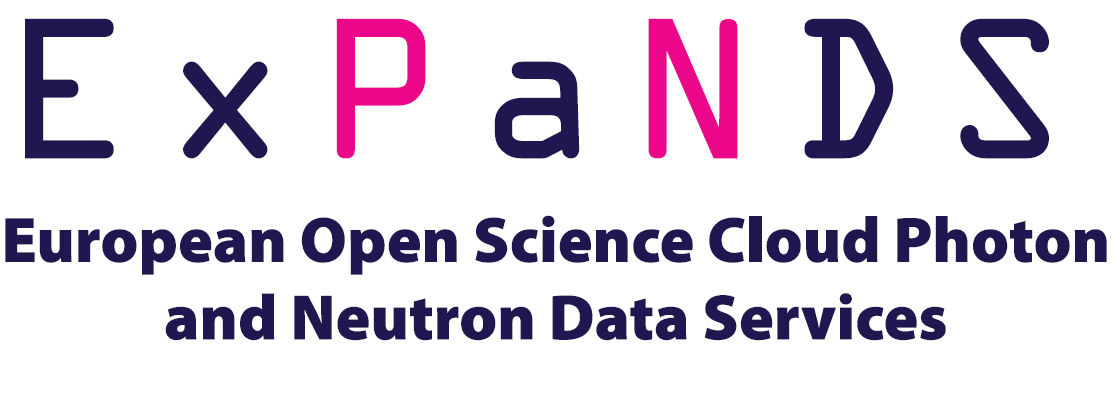 ExPaNDS
European Open Science Cloud Photon
and Neutron Data Services